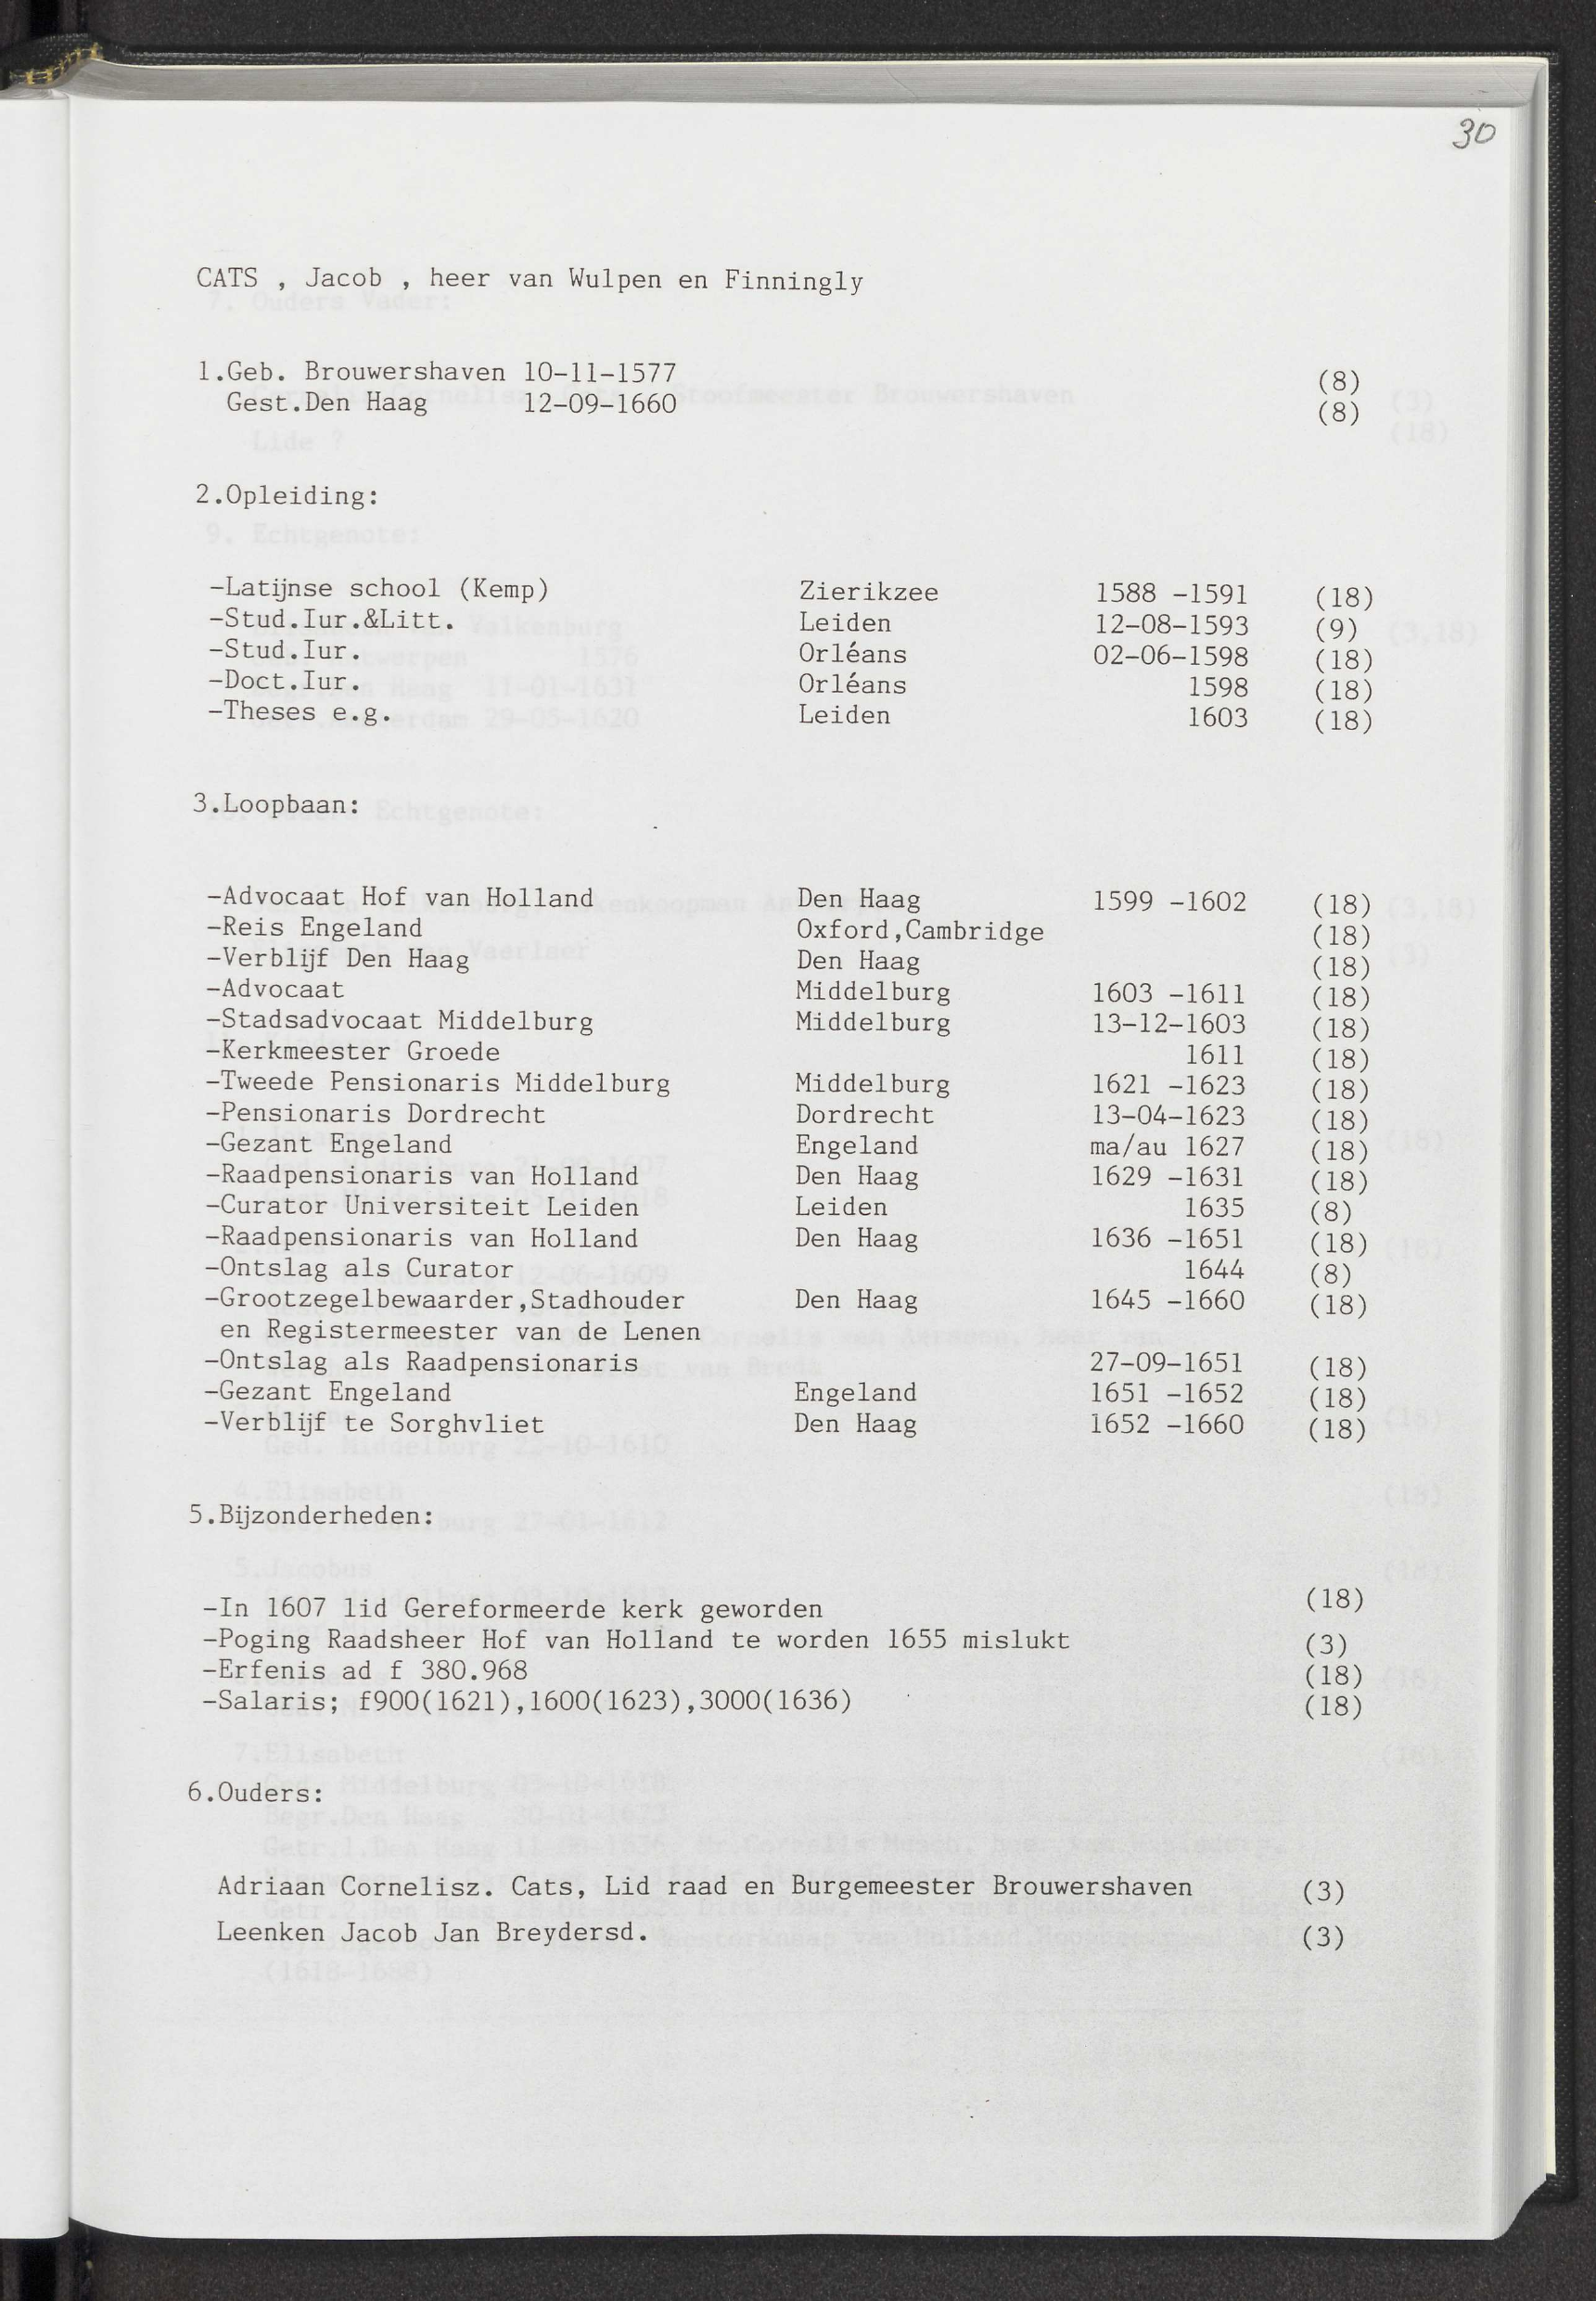 30
CATS , Jacob , heer van Wulpen en Finningly
1.Geb. Brouwershaven 10-11-1577 (8)
Gest.Den Haag 12-09-1660 (8)
2.Opleiding:
-Latijnse school (Kemp) Zierikzee 1588 -1591 (18)
-Stud.Iur.&Litt. Leiden 12-08-1593 (9)
-Stud.Iur. Orléans 02-06-1598 (18)
-Doct.Iur. Orléans 1598 (18)
-Theses e.g. Leiden 1603 (18)
3.Loopbaan:
-Advocaat Hof van Holland Den Haag 1599 -1602 (18)
-Reis Engeland Oxford,Cambridge (18)
-Verblijf Den Haag Den Haag (18)
-Advocaat Middelburg 1603 -1611 (18)
-Stadsadvocaat Middelburg Middelburg 13-12-1603 (18)
-Kerkmeester Groede 1611 (18)
-Tweede Pensionaris Middelburg Middelburg 1621 -1623 (18)
-Pensionaris Dordrecht Dordrecht 13-04-1623 (18)
-Gezant Engeland Engeland ma/au 1627 (18)
-Raadpensionaris van Holland Den Haag 1629 -1631 (18)
-Curator Universiteit Leiden Leiden 1635 (8)
-Raadpensionaris van Holland Den Haag 1636 -1651 (18)
-Ontslag als Curator 1644 (8)
-Grootzegelbewaarder,Stadhouder Den Haag 1645 -1660 (18)
en Registermeester van de Lenen
-Ontslag als Raadpensionaris 27-09-1651 (18)
-Gezant Engeland Engeland 1651 -1652 (18)
-Verblijf te Sorghvliet Den Haag 1652 -1660 (18)
5.Bijzonderheden:
-In 1607 lid Gereformeerde kerk geworden (18)
-Poging Raadsheer Hof van Holland te worden 1655 mislukt (3)
-Erfenis ad f 380.968 (18)
-Salaris; f900(1621),1600(1623),3000(1636) (18)
6.Ouders:
Adriaan Cornelisz. Cats, Lid raad en Burgemeester Brouwershaven (3)
Leenken Jacob Jan Breydersd. (3)